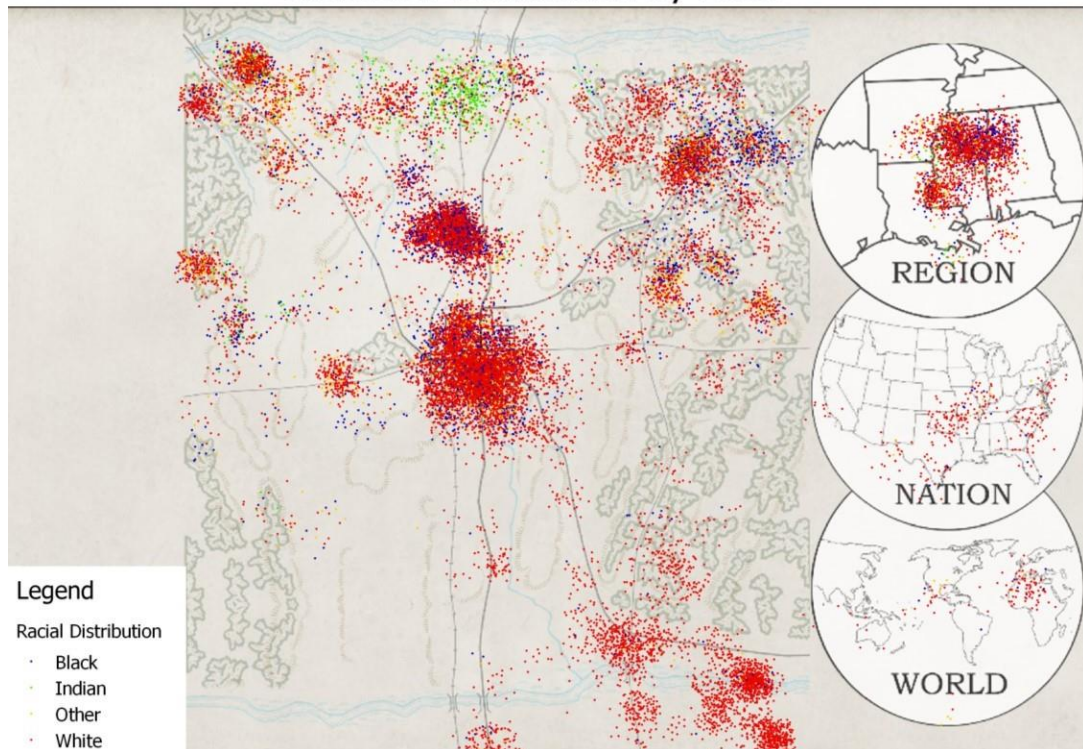 REGION
NATION
WORLD
Legend
Racial Distribution
Black
Indian
Other
White